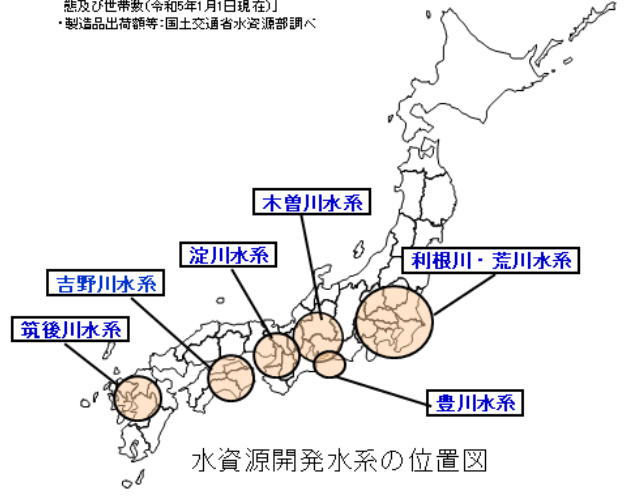 態及び世帯数(令和5年1月1日現在)」
・製造品出荷額等:国土交通省水資源部調べ
木曽川水系
淀川水系
利根川・荒川水系
吉野川水系
筑後川水系
豊川水系
水資源開発水系の位置図